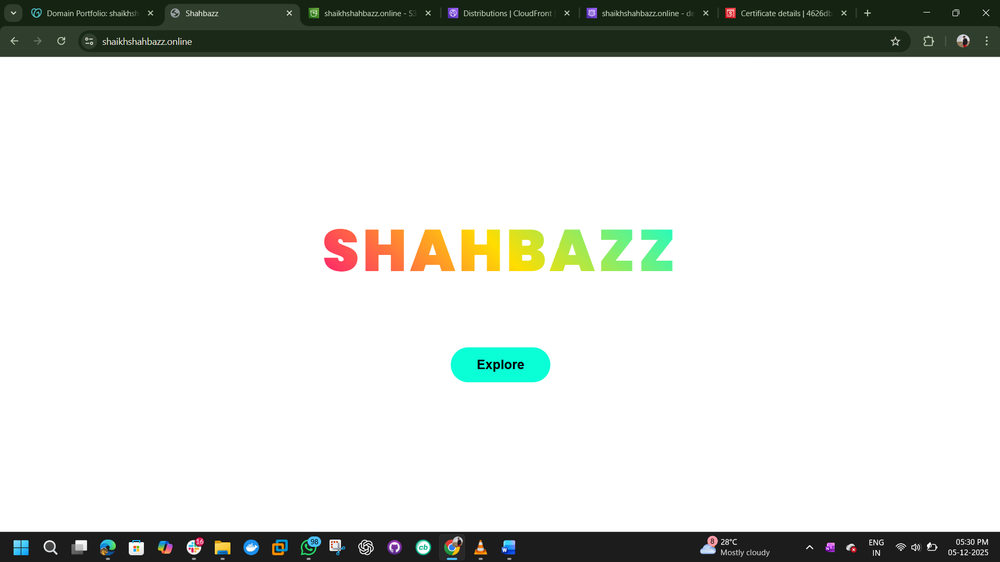 Domain Portfolio: shaikhsh
Shahbazz
shaikhshahbazz.online - S3
Distributions | CloudFront |
shaikhshahbazz.online - de
Certificate details | 4626db
shaikhshahbazz.online
SHAHBAZZ
Explore
16
98
cb
W
8
28°C
Mostly cloudy
N
ENG
IN
05:30 PM
05-12-2025